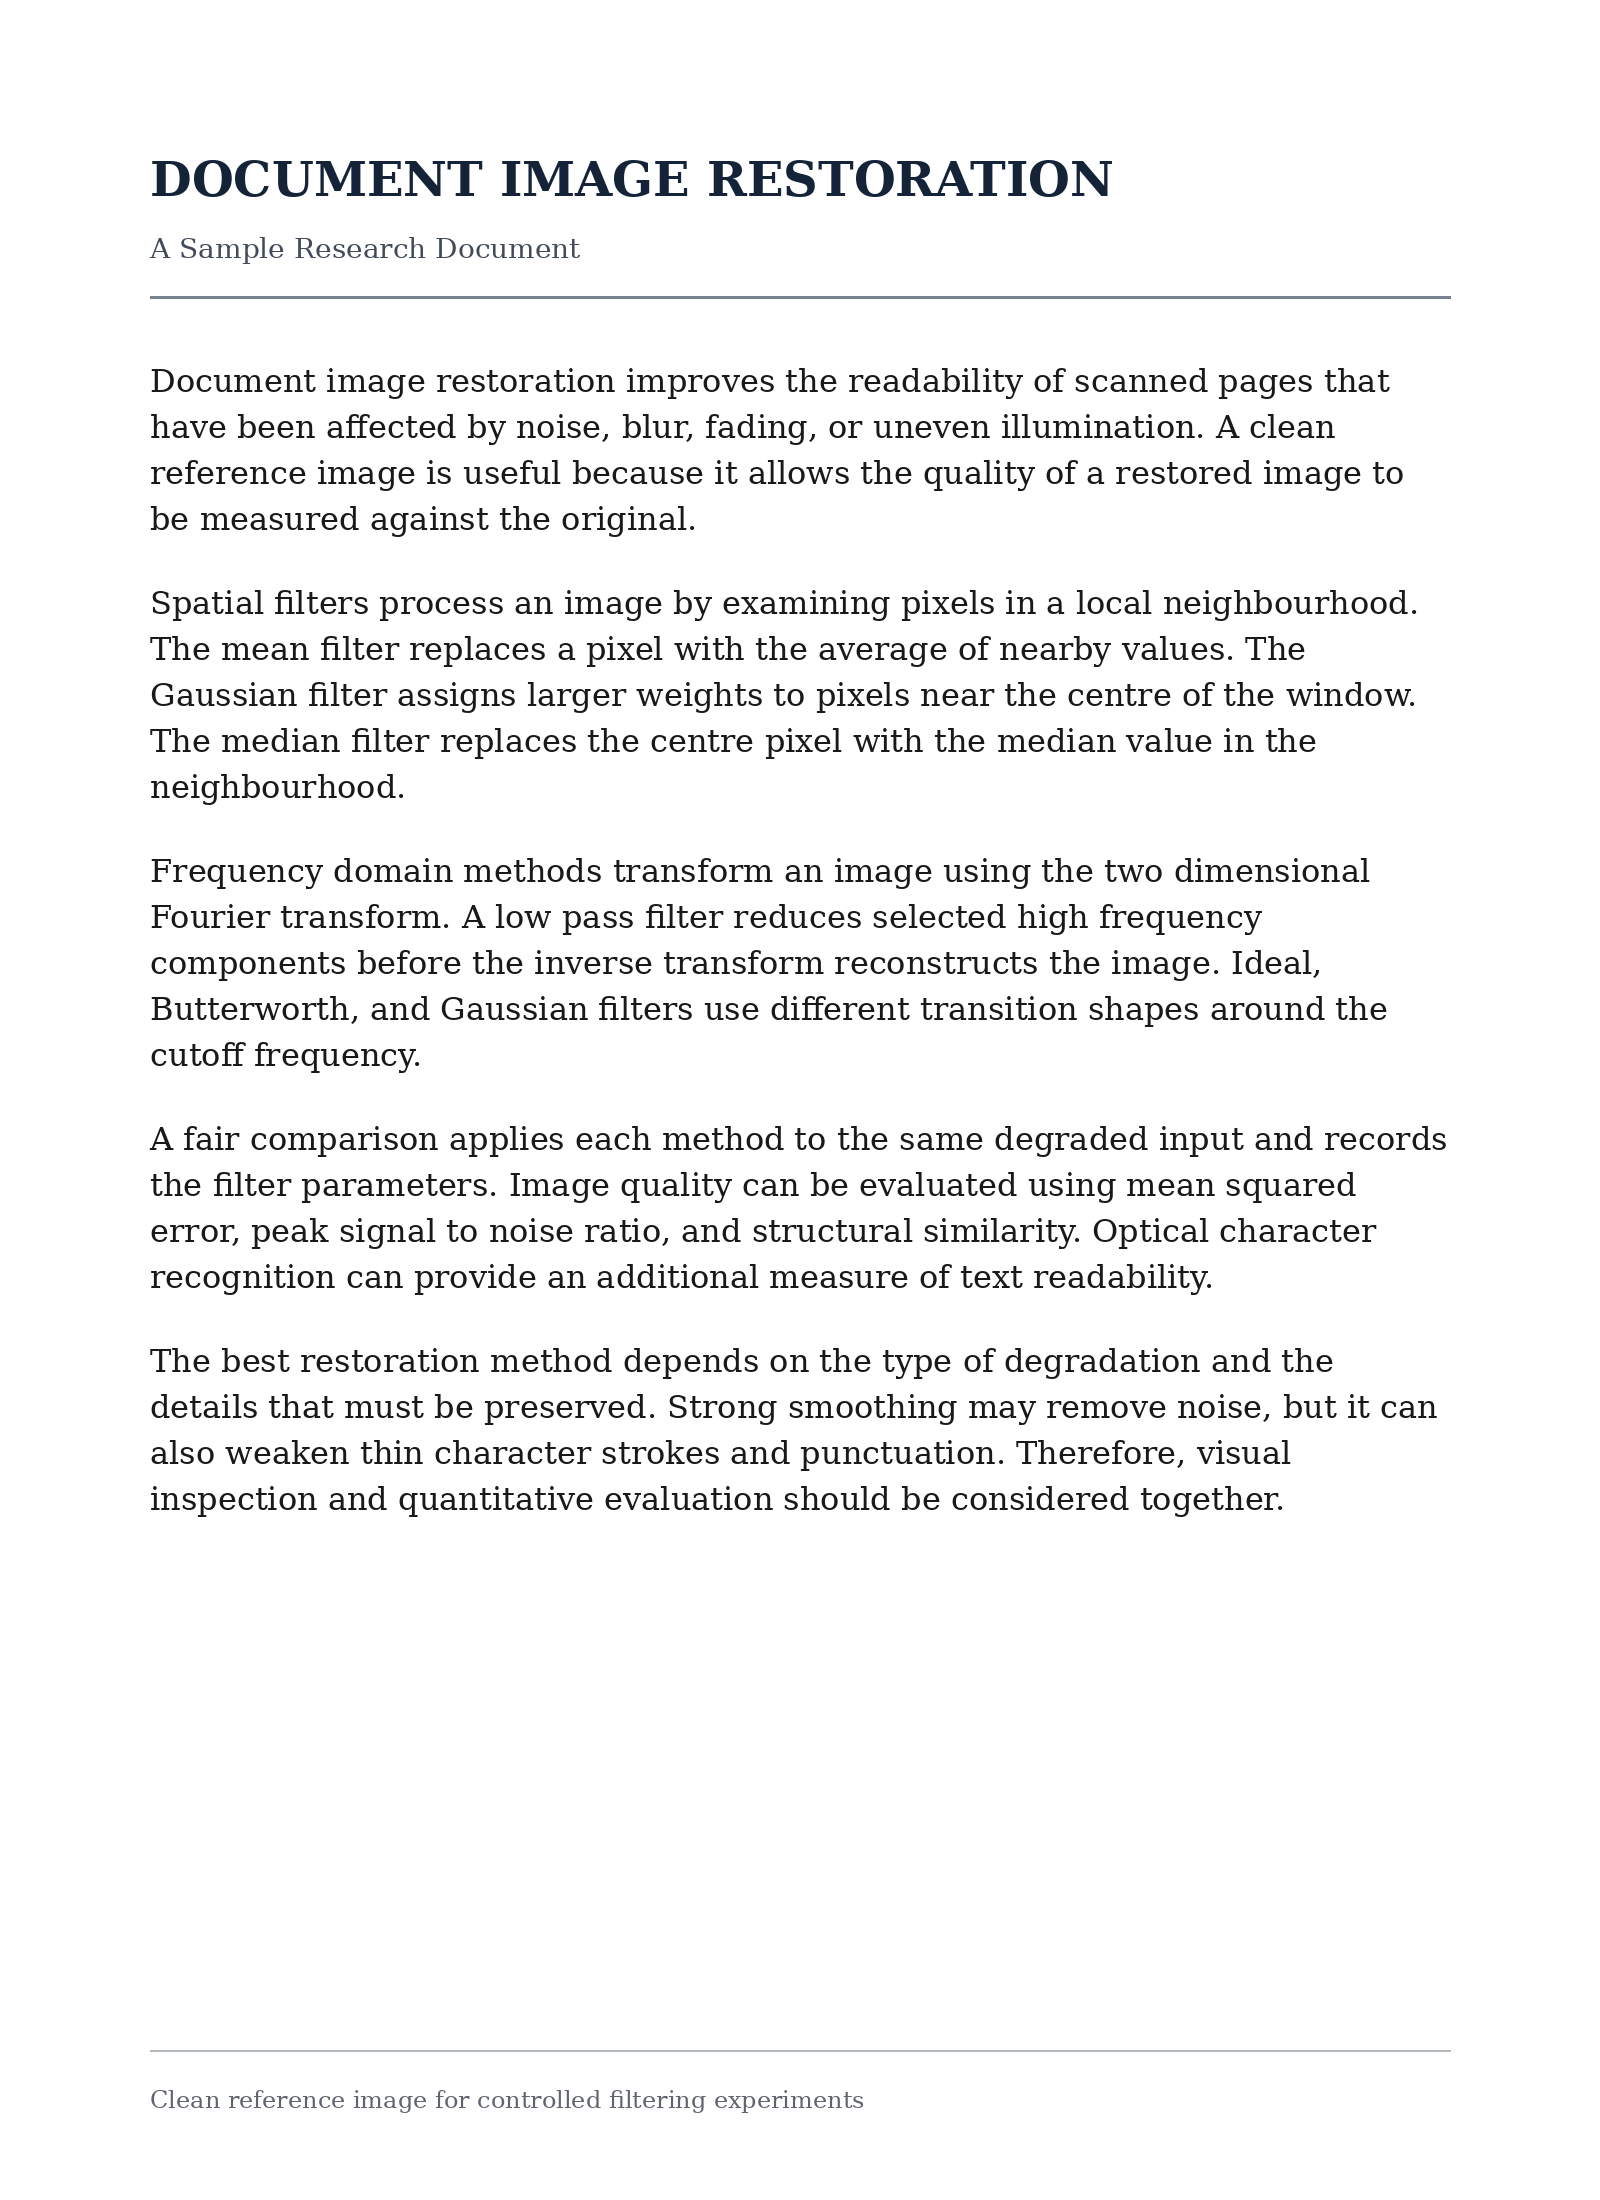 DOCUMENT IMAGE RESTORATION
A Sample Research Document
Document image restoration improves the readability of scanned pages that
have been affected by noise, blur, fading, or uneven illumination. A clean
reference image is useful because it allows the quality of a restored image to
be measured against the original.
Spatial filters process an image by examining pixels in a local neighbourhood.
The mean filter replaces a pixel with the average of nearby values. The
Gaussian filter assigns larger weights to pixels near the centre of the window.
The median filter replaces the centre pixel with the median value in the
neighbourhood.
Frequency domain methods transform an image using the two dimensional
Fourier transform. A low pass filter reduces selected high frequency
components before the inverse transform reconstructs the image. Ideal,
Butterworth, and Gaussian filters use different transition shapes around the
cutoff frequency.
A fair comparison applies each method to the same degraded input and records
the filter parameters. Image quality can be evaluated using mean squared
error, peak signal to noise ratio, and structural similarity. Optical character
recognition can provide an additional measure of text readability.
The best restoration method depends on the type of degradation and the
details that must be preserved. Strong smoothing may remove noise, but it can
also weaken thin character strokes and punctuation. Therefore, visual
inspection and quantitative evaluation should be considered together.
Clean reference image for controlled filtering experiments